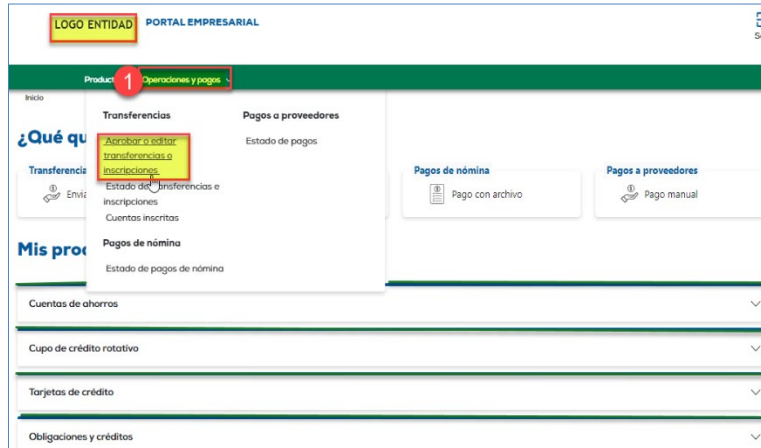 LOGO ENTIDAD PORTAL EMPRESARIAL
1 Operaciones y pagos
Inicio
Transferencias
Aprobar o editar
transferencias o
inscripciones
Estado de transferencias e
inscripciones
Cuentas inscritas
Pagos de nómina
Estado de pagos de nómina
Pagos a proveedores
Estado de pagos
¿Qué qu
Transferencia
Envia
Pagos de nómina
Pago con archivo
Pagos a proveedores
Pago manual
Mis prod
Cuentas de ahorros
Cupo de crédito rotativo
Tarjetas de crédito
Obligaciones y créditos